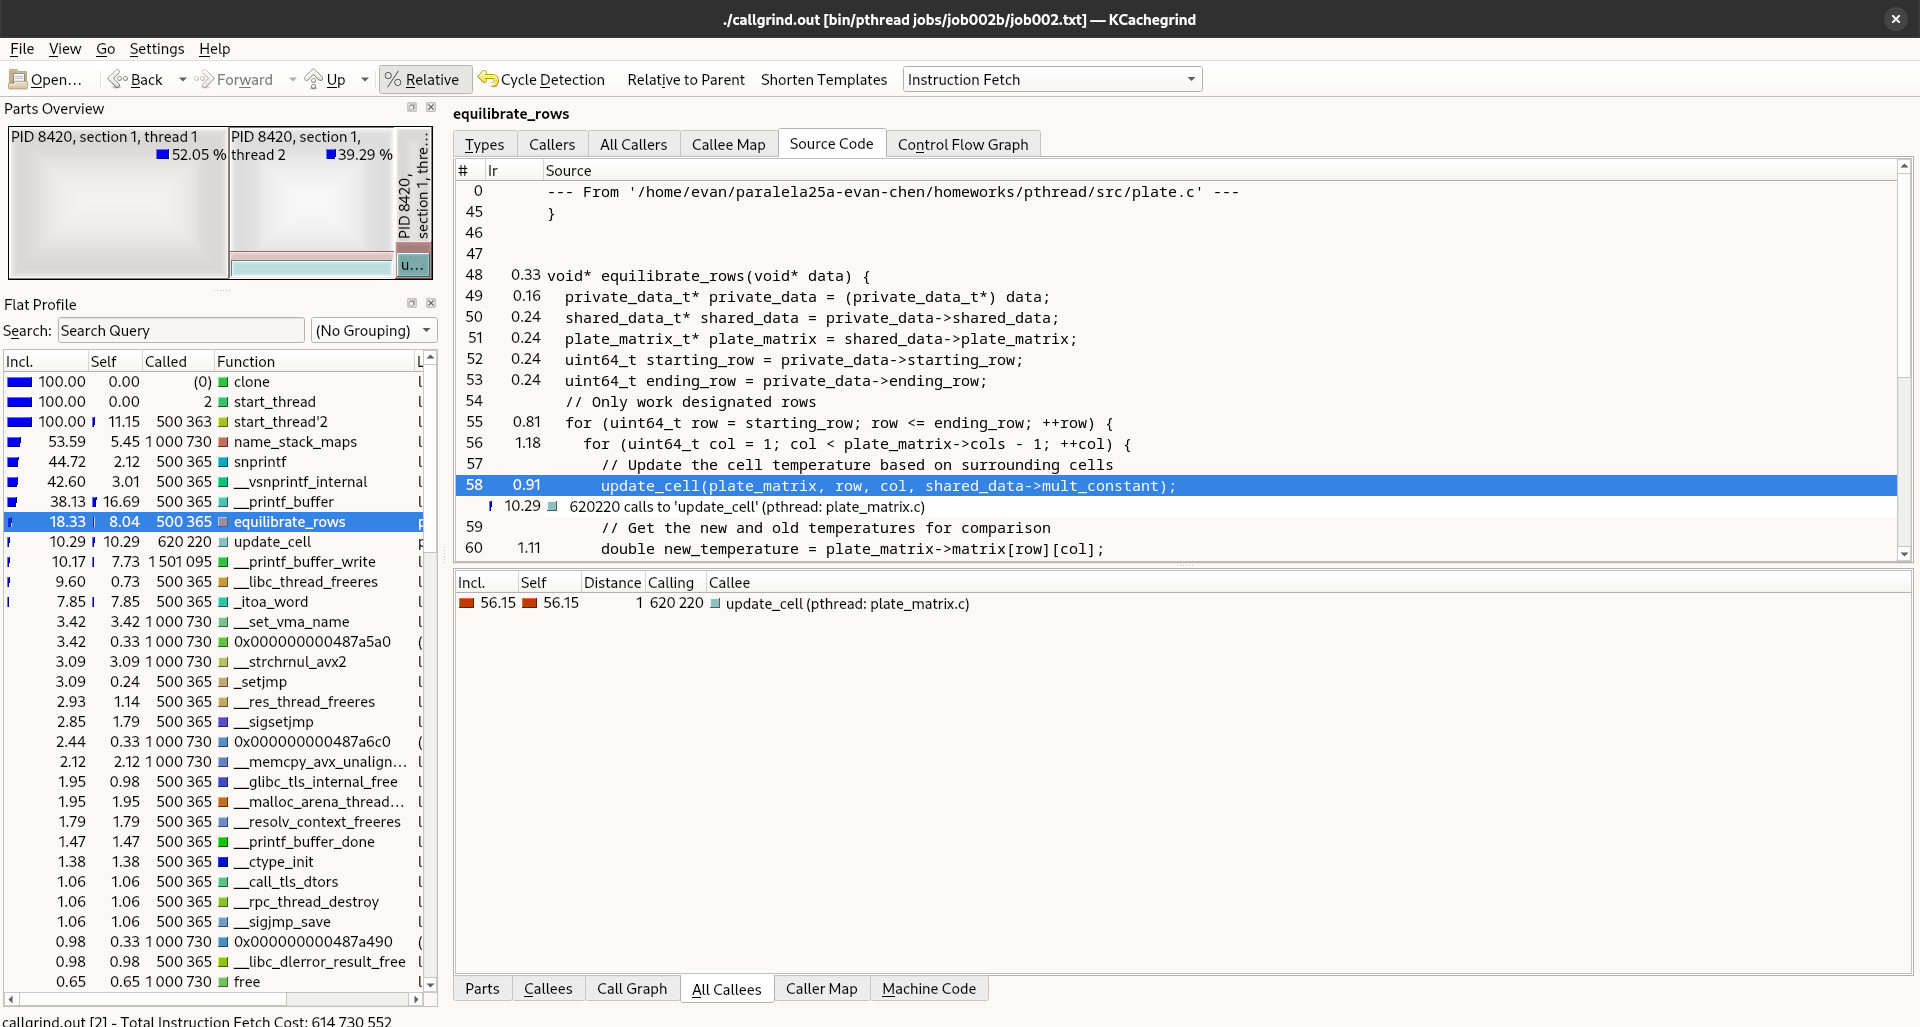 ./callgrind.out [bin/pthread jobs/job002b/job002.txt] — KCachegrind
File View Go Settings Help
Open... Back Forward Up % Relative Cycle Detection Relative to Parent Shorten Templates Instruction Fetch
Parts Overview
PID 8420, section 1, thread 1
52.05 %
PID 8420, section 1,
thread 2 39.29 %
PID 8420,
section 1, thre...
u...
Flat Profile
Search: Search Query (No Grouping)
Incl. Self Called Function
100.00 0.00 (0) clone l
100.00 0.00 2 start_thread l
100.00 11.15 500 363 start_thread'2 l
53.59 5.45 1 000 730 name_stack_maps l
44.72 2.12 500 365 snprintf l
42.60 3.01 500 365 __vsnprintf_internal l
38.13 16.69 500 365 __printf_buffer l
18.33 8.04 500 365 equilibrate_rows p
10.29 10.29 620 220 update_cell p
10.17 7.73 1 501 095 __printf_buffer_write l
9.60 0.73 500 365 __libc_thread_freeres l
7.85 7.85 500 365 _itoa_word l
3.42 3.42 1 000 730 __set_vma_name l
3.42 0.33 1 000 730 0x000000000487a5a0 (
3.09 3.09 1 000 730 __strchrnul_avx2 l
3.09 0.24 500 365 _setjmp l
2.93 1.14 500 365 __res_thread_freeres l
2.85 1.79 500 365 __sigsetjmp l
2.44 0.33 1 000 730 0x000000000487a6c0 (
2.12 2.12 1 000 730 __memcpy_avx_unalign... l
1.95 0.98 500 365 __glibc_tls_internal_free l
1.95 1.95 500 365 __malloc_arena_thread... l
1.79 1.79 500 365 __resolv_context_freeres l
1.47 1.47 500 365 __printf_buffer_done l
1.38 1.38 500 365 __ctype_init l
1.06 1.06 500 365 __call_tls_dtors l
1.06 1.06 500 365 __rpc_thread_destroy l
1.06 1.06 500 365 __sigjmp_save l
0.98 0.33 1 000 730 0x000000000487a490 (
0.98 0.98 500 365 __libc_dlerror_result_free l
0.65 0.65 1 000 730 free l
callgrind.out [2] - Total Instruction Fetch Cost: 614 730 552
equilibrate_rows
Types Callers All Callers Callee Map Source Code Control Flow Graph
# Ir Source
0 --- From '/home/evan/paralela25a-evan-chen/homeworks/pthread/src/plate.c' ---
45 }
46
47
48 0.33 void* equilibrate_rows(void* data) {
49 0.16 private_data_t* private_data = (private_data_t*) data;
50 0.24 shared_data_t* shared_data = private_data->shared_data;
51 0.24 plate_matrix_t* plate_matrix = shared_data->plate_matrix;
52 0.24 uint64_t starting_row = private_data->starting_row;
53 0.24 uint64_t ending_row = private_data->ending_row;
54 // Only work designated rows
55 0.81 for (uint64_t row = starting_row; row <= ending_row; ++row) {
56 1.18 for (uint64_t col = 1; col < plate_matrix->cols - 1; ++col) {
57 // Update the cell temperature based on surrounding cells
58 0.91 update_cell(plate_matrix, row, col, shared_data->mult_constant);
10.29 620220 calls to 'update_cell' (pthread: plate_matrix.c)
59 // Get the new and old temperatures for comparison
60 1.11 double new_temperature = plate_matrix->matrix[row][col];
Incl. Self Distance Calling Callee
56.15 56.15 1 620 220 update_cell (pthread: plate_matrix.c)
Parts Callees Call Graph All Callees Caller Map Machine Code